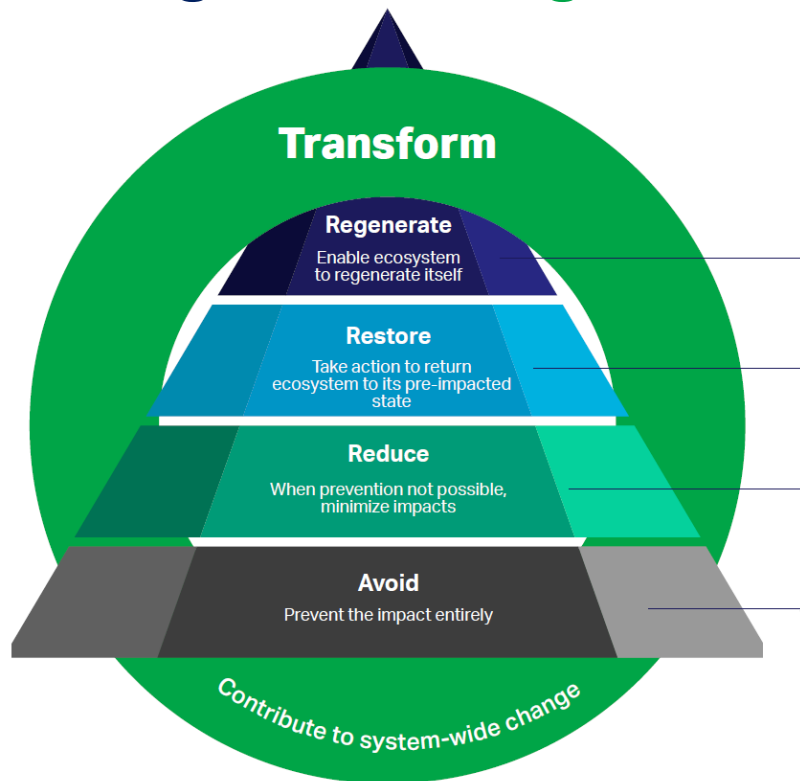 Transform
Regenerate
Enable ecosystem
to regenerate itself
Restore
Take action to return
ecosystem to its pre-impacted
state
Reduce
When prevention not possible,
minimize impacts
Avoid
Prevent the impact entirely
Contribute to system-wide change